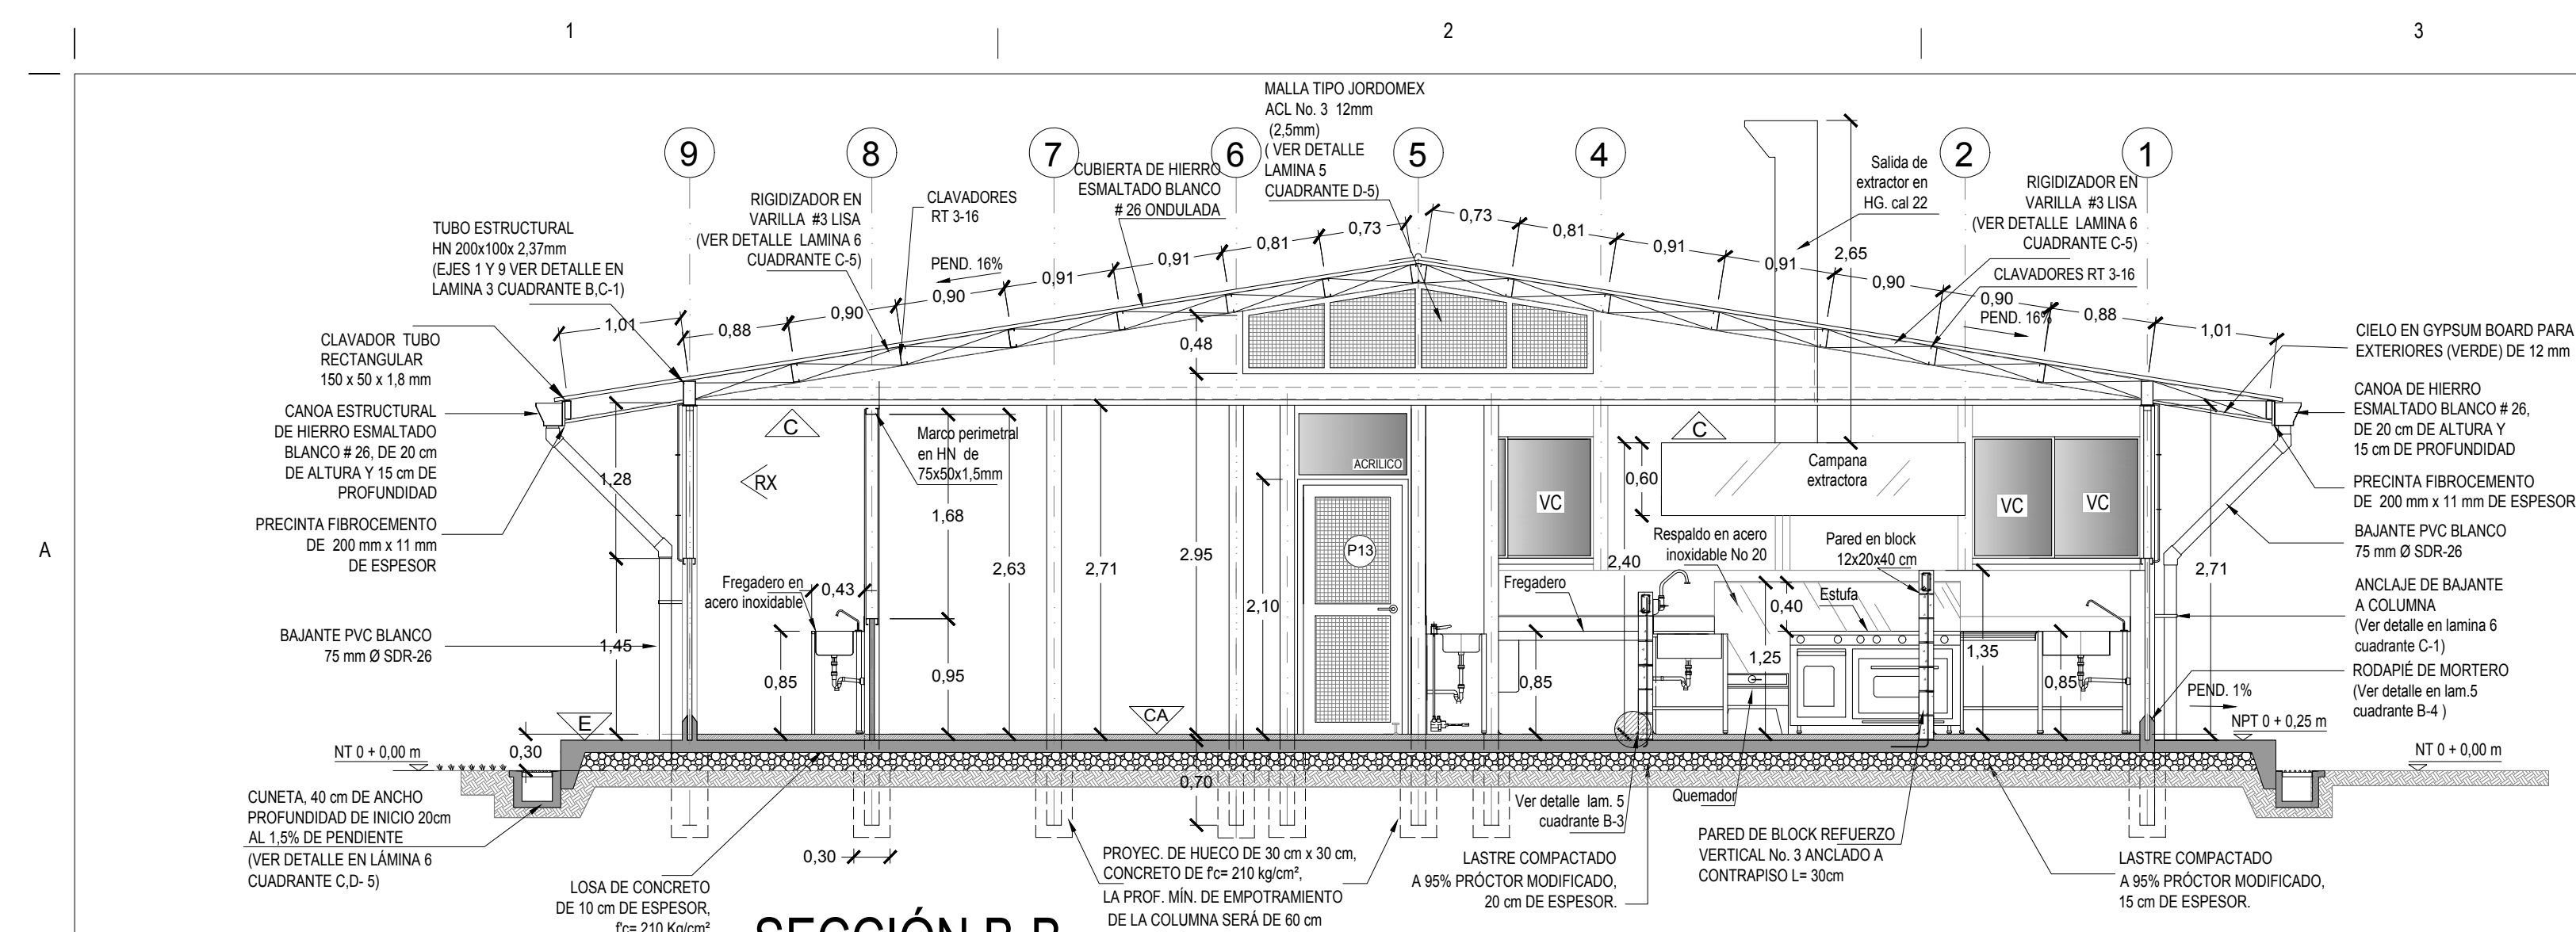 1
2
3
A
MALLA TIPO JORDOMEX
ACL No. 3 12mm
(2,5mm)
( VER DETALLE
LAMINA 5
CUADRANTE D-5)
9
8
7
6
5
4
2
1
CUBIERTA DE HIERRO
ESMALTADO BLANCO
# 26 ONDULADA
Salida de
extractor en
HG. cal 22
RIGIDIZADOR EN
VARILLA #3 LISA
(VER DETALLE LAMINA 6
CUADRANTE C-5)
CLAVADORES
RT 3-16
RIGIDIZADOR EN
VARILLA #3 LISA
(VER DETALLE LAMINA 6
CUADRANTE C-5)
CLAVADORES RT 3-16
TUBO ESTRUCTURAL
HN 200x100x 2,37mm
(EJES 1 Y 9 VER DETALLE EN
LAMINA 3 CUADRANTE B,C-1)
PEND. 16%
PEND. 16%
1,01
0,88
0,90
0,90
0,91
0,91
0,81
0,73
0,73
0,81
0,91
0,91
0,90
0,90
0,88
1,01
2,65
0,48
CLAVADOR TUBO
RECTANGULAR
150 x 50 x 1,8 mm
CANOA ESTRUCTURAL
DE HIERRO ESMALTADO
BLANCO # 26, DE 20 cm
DE ALTURA Y 15 cm DE
PROFUNDIDAD
PRECINTA FIBROCEMENTO
DE 200 mm x 11 mm
DE ESPESOR
BAJANTE PVC BLANCO
75 mm Ø SDR-26
CIELO EN GYPSUM BOARD PARA
EXTERIORES (VERDE) DE 12 mm
CANOA DE HIERRO
ESMALTADO BLANCO # 26,
DE 20 cm DE ALTURA Y
15 cm DE PROFUNDIDAD
PRECINTA FIBROCEMENTO
DE 200 mm x 11 mm DE ESPESOR
BAJANTE PVC BLANCO
75 mm Ø SDR-26
ANCLAJE DE BAJANTE
A COLUMNA
(Ver detalle en lamina 6
cuadrante C-1)
RODAPIÉ DE MORTERO
(Ver detalle en lam.5
cuadrante B-4 )
PEND. 1%
NPT 0 + 0,25 m
NT 0 + 0,00 m
C
RX
Marco perimetral
en HN de
75x50x1,5mm
1,28
1,45
1,68
0,95
2,63
2,71
2.95
2,10
ACRILICO
P13
VC
C
Campana
extractora
VC
VC
0,60
2,40
Respaldo en acero
inoxidable No 20
Pared en block
12x20x40 cm
Fregadero en
acero inoxidable
0,43
0,85
Fregadero
0,85
0,40
Estufa
1,25
1,35
0,85
2,71
E
CA
0,30
NT 0 + 0,00 m
0,70
0,30
CUNETA, 40 cm DE ANCHO
PROFUNDIDAD DE INICIO 20cm
AL 1,5% DE PENDIENTE
(VER DETALLE EN LÁMINA 6
CUADRANTE C,D- 5)
LOSA DE CONCRETO
DE 10 cm DE ESPESOR,
f'c= 210 Kg/cm²
PROYEC. DE HUECO DE 30 cm x 30 cm,
CONCRETO DE f'c= 210 kg/cm²,
LA PROF. MÍN. DE EMPOTRAMIENTO
DE LA COLUMNA SERÁ DE 60 cm
Ver detalle lam. 5
cuadrante B-3
Quemador
LASTRE COMPACTADO
A 95% PRÓCTOR MODIFICADO,
20 cm DE ESPESOR.
PARED DE BLOCK REFUERZO
VERTICAL No. 3 ANCLADO A
CONTRAPISO L= 30cm
LASTRE COMPACTADO
A 95% PRÓCTOR MODIFICADO,
15 cm DE ESPESOR.
SECCIÓN B-B